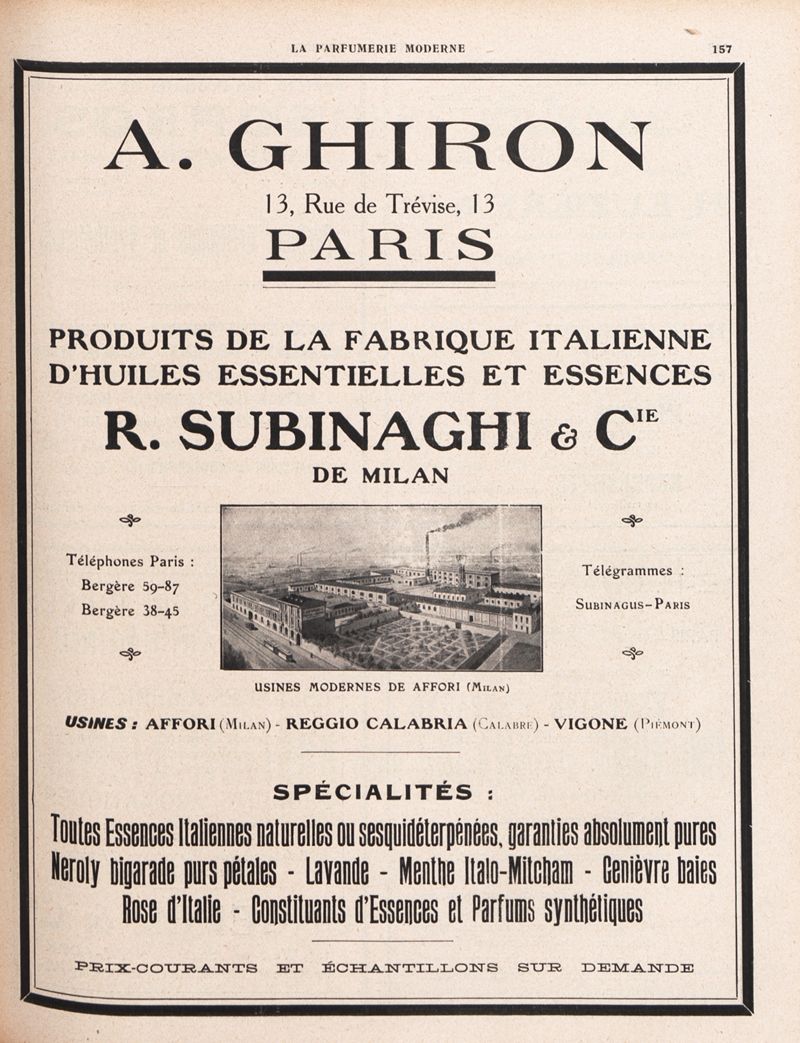 LA PARFUMERIE MODERNE 157
A. GHIRON
13, Rue de Trévise, 13
PARIS
PRODUITS DE LA FABRIQUE ITALIENNE
D'HUILES ESSENTIELLES ET ESSENCES
R. SUBINAGHI & CIE
DE MILAN
Téléphones Paris :
Bergère 59-87
Bergère 38-45
Télégrammes :
SUBINAGUS-PARIS
USINES MODERNES DE AFFORI (MILAN)
USINES : AFFORI (MILAN) - REGGIO CALABRIA (CALABRE) - VIGONE (PIÉMONT)
SPÉCIALITÉS :
Toutes Essences Italiennes naturelles ou sesquidéterpénées, garanties absolument pures
Neroly bigarade purs pétales - Lavande - Menthe Italo-Mitcham - Genièvre baies
Rose d'Italie - Constituants d'Essences et Parfums synthétiques
PRIX-COURANTS ET ÉCHANTILLONS SUR DEMANDE